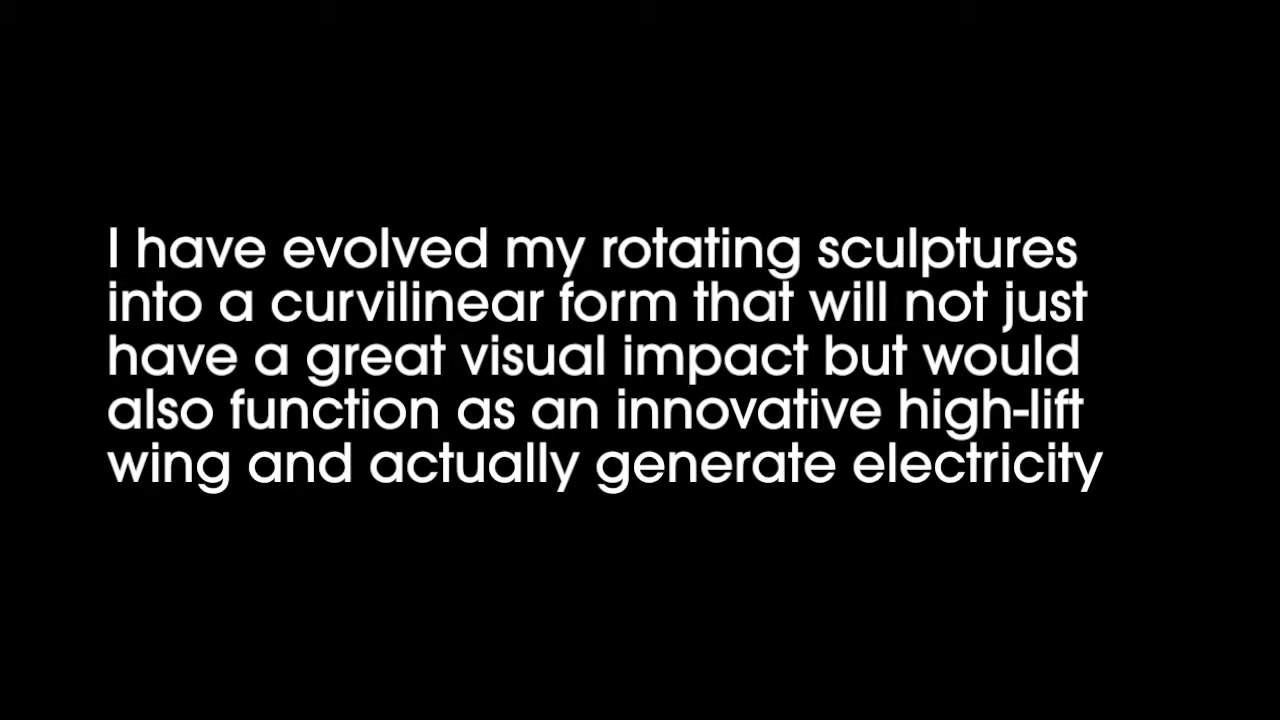 I have evolved my rotating sculptures
into a curvilinear form that will not just
have a great visual impact but would
also function as an innovative high-lift
wing and actually generate electricity